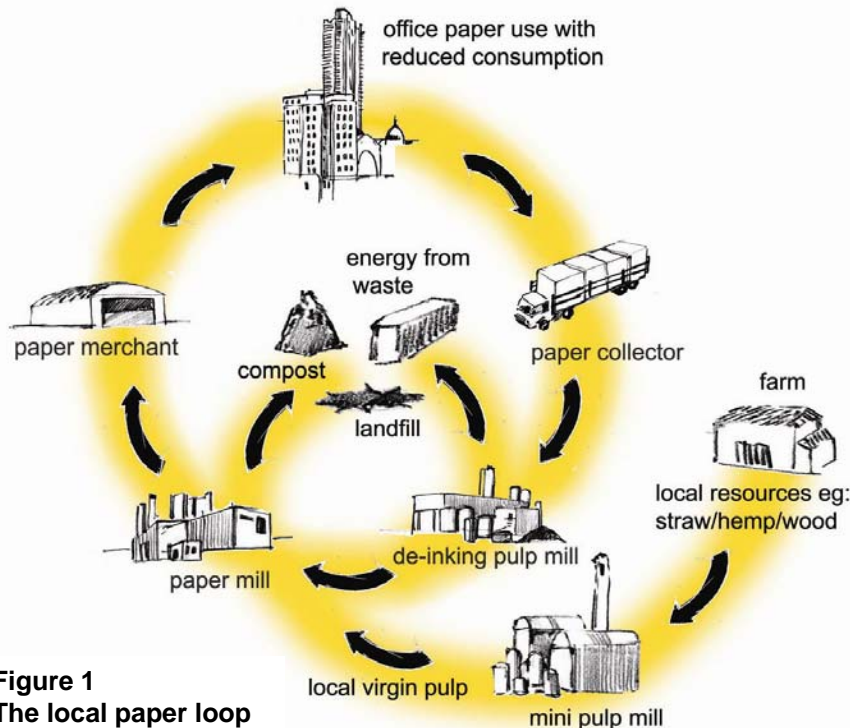 office paper use with
reduced consumption
energy from
waste
paper merchant
compost
paper collector
landfill
farm
local resources eg:
straw/hemp/wood
de-inking pulp mill
paper mill
local virgin pulp
mini pulp mill
Figure 1
The local paper loop